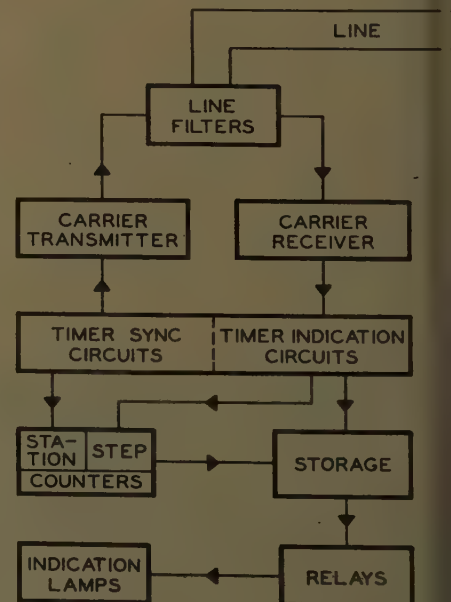 LINE
LINE
FILTERS
CARRIER
TRANSMITTER
CARRIER
RECEIVER
TIMER SYNC
CIRCUITS
TIMER INDICATION
CIRCUITS
STA-
TION
STEP
COUNTERS
STORAGE
INDICATION
LAMPS
RELAYS